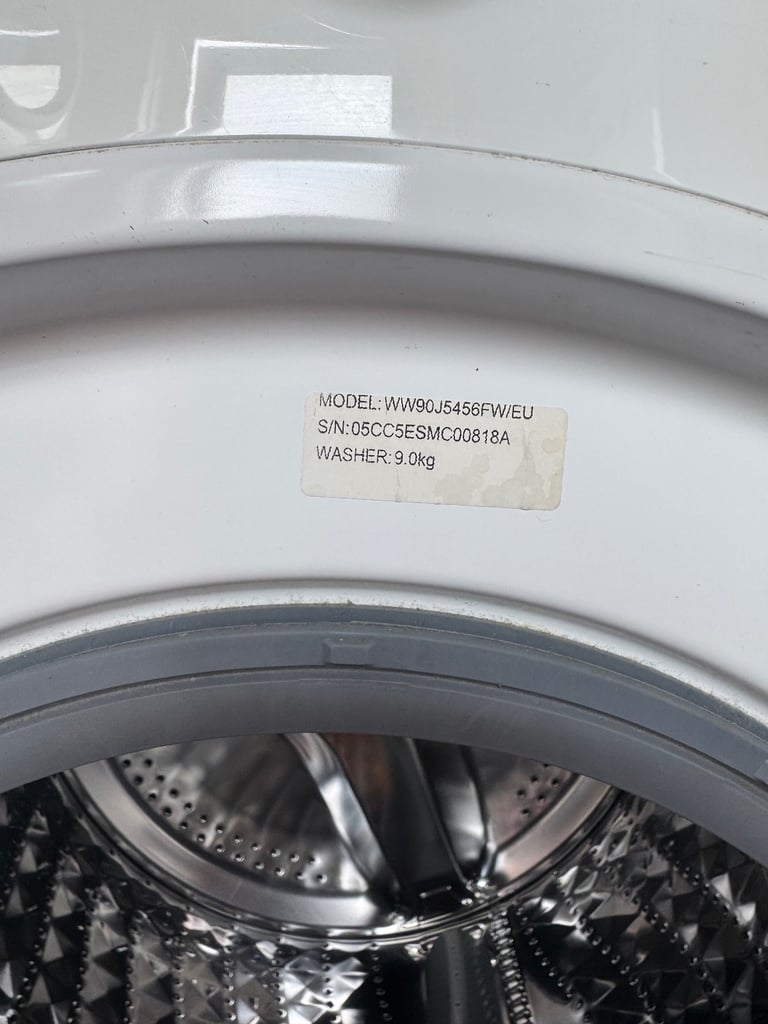 MODEL: WW90J5456FW/EU
S/N: 05CC5ESMC00818A
WASHER: 9.0kg